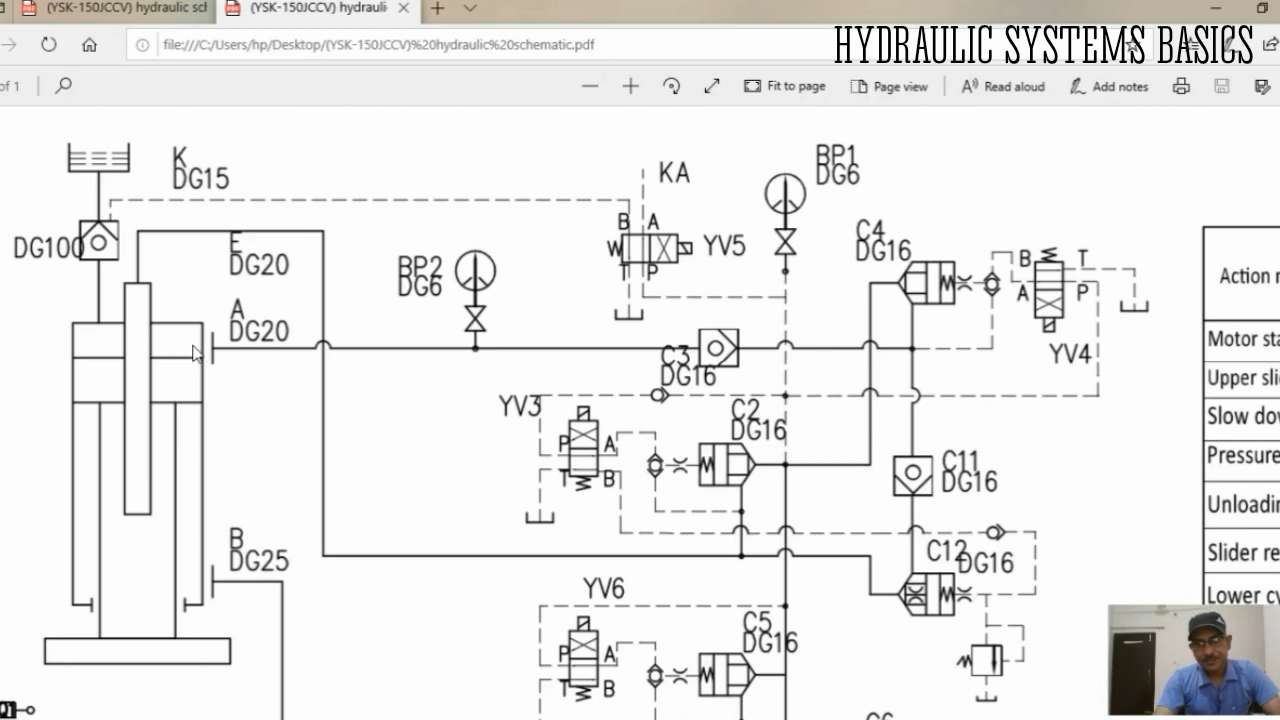 (YSK-150JCCV) hydraulic scl
(YSK-150JCCV) hydrauli
file:///C:/Users/hp/Desktop/(YSK-150JCCV)%20hydraulic%20schematic.pdf
HYDRAULIC SYSTEMS BASICS
of 1
Fit to page
Page view
Read aloud
Add notes
K
DG15
DG100
E
DG20
A
DG20
BP2
DG6
KA
B A
W
T P
YV5
BP1
DG6
C4
DG16
B T
A P
YV4
C3
DG16
YV3
P A
T B
C2
DG16
C11
DG16
C12
DG16
B
DG25
YV6
P A
T B
C5
DG16
C6
Action
Motor sta
Upper sli
Slow dov
Pressure
Unloadin
Slider re
Lower cy